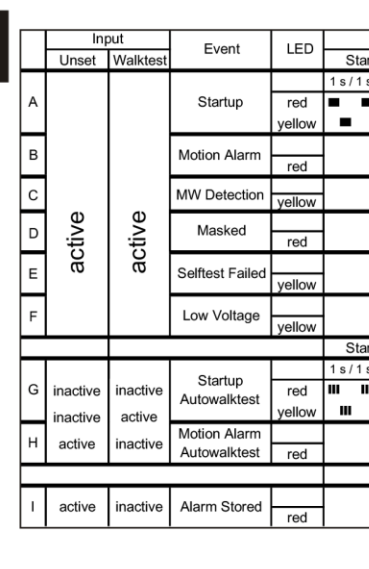 Input Event LED
Unset Walktest Star
1 s / 1 s
A Startup red
yellow
B Motion Alarm red
C MW Detection yellow
active active
D Masked red
E Selftest Failed yellow
F Low Voltage yellow
Star
1 s / 1 s
G inactive inactive Startup Autowalktest red
inactive active yellow
H active inactive Motion Alarm Autowalktest red
I active inactive Alarm Stored red